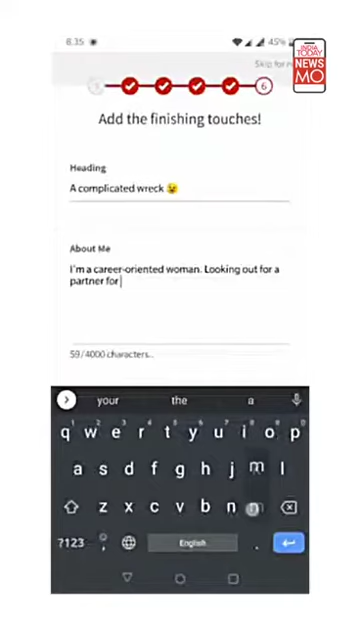 8.35
45%
INDIA
TODAY
NEWS
MO
Skip for
6
Add the finishing touches!
Heading
A complicated wreck 😉
About Me
I'm a career-oriented woman. Looking out for a
partner for
59/4000 characters..
your the a
q w e r t y u i o p
a s d f g h j m l
z x c v b n m
?123 , English .